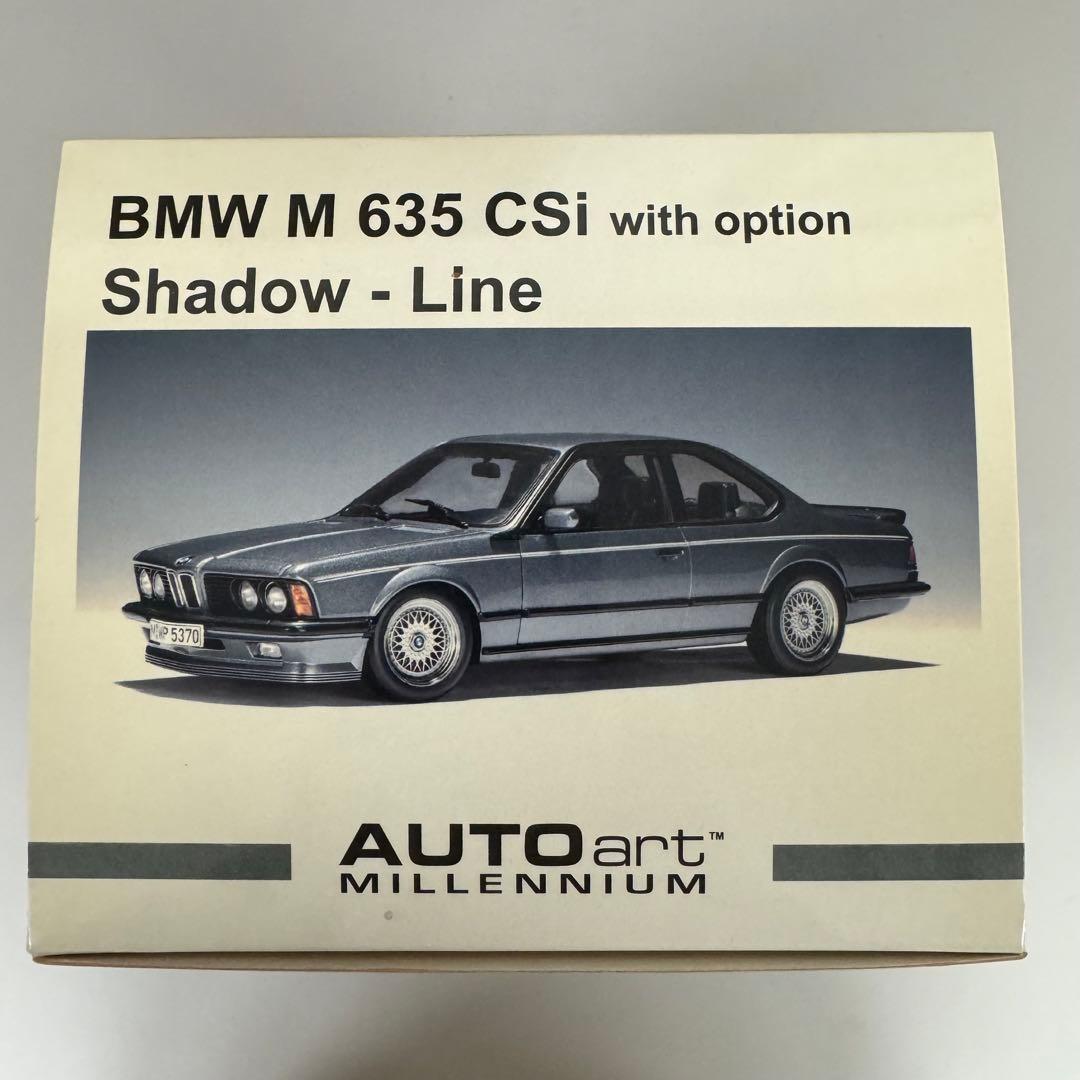 BMW M 635 CSi with option
Shadow - Line
5370
AUTOart™
MILLENNIUM